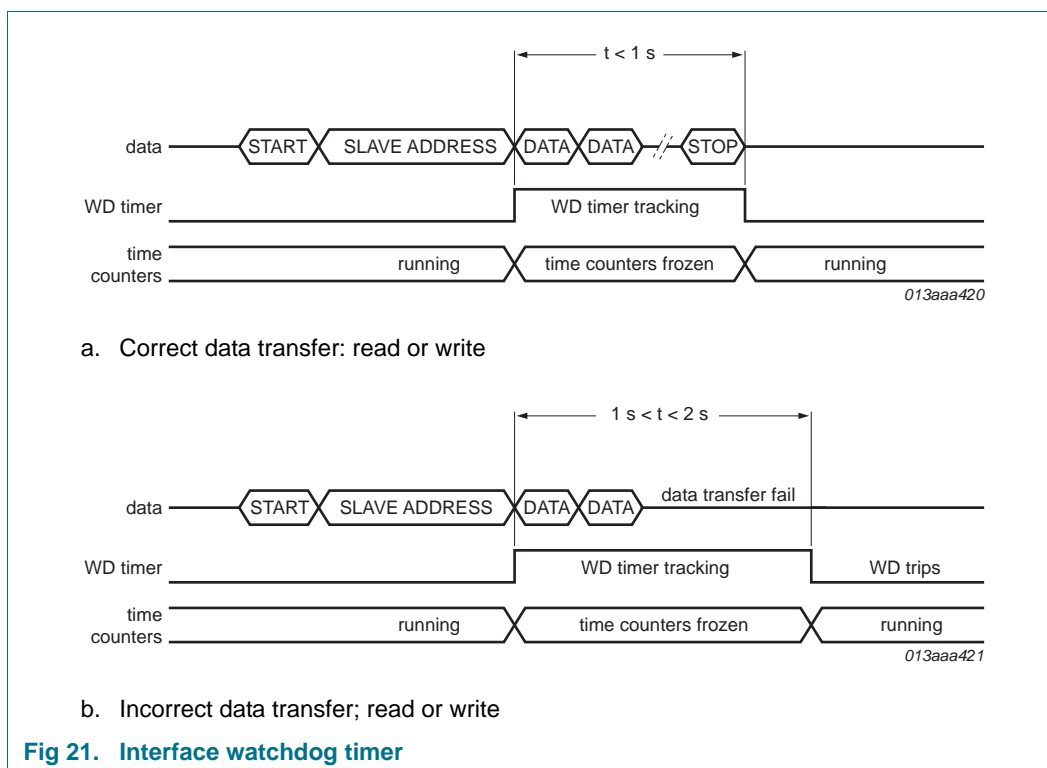 t < 1 s
data START SLAVE ADDRESS DATA DATA STOP
WD timer WD timer tracking
time
counters running time counters frozen running
013aaa420
a. Correct data transfer: read or write
1 s < t < 2 s
data transfer fail
data START SLAVE ADDRESS DATA DATA
WD timer WD timer tracking WD trips
time
counters running time counters frozen running
013aaa421
b. Incorrect data transfer; read or write
Fig 21. Interface watchdog timer